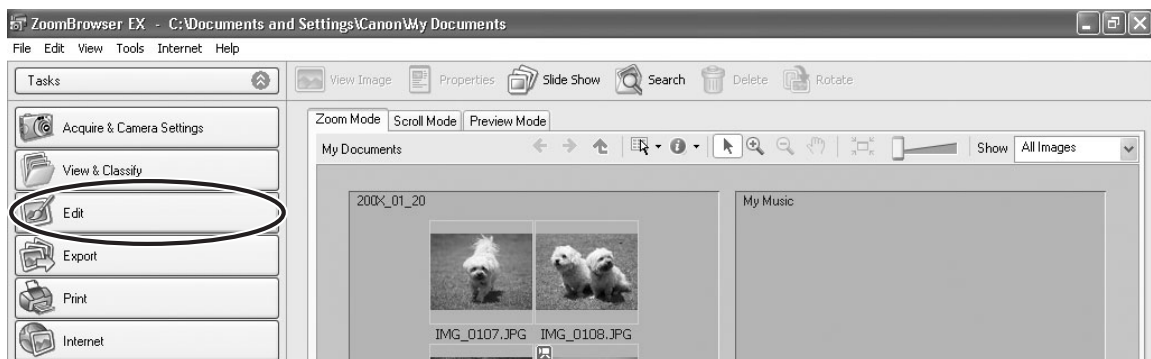 ZoomBrowser EX - C:\Documents and Settings\Canon\My Documents
File Edit View Tools Internet Help
Tasks
View Image Properties Slide Show Search Delete Rotate
Acquire & Camera Settings
View & Classify
Edit
Export
Print
Internet
Zoom Mode Scroll Mode Preview Mode
My Documents
Show All Images
200X_01_20
My Music
IMG_0107.JPG IMG_0108.JPG